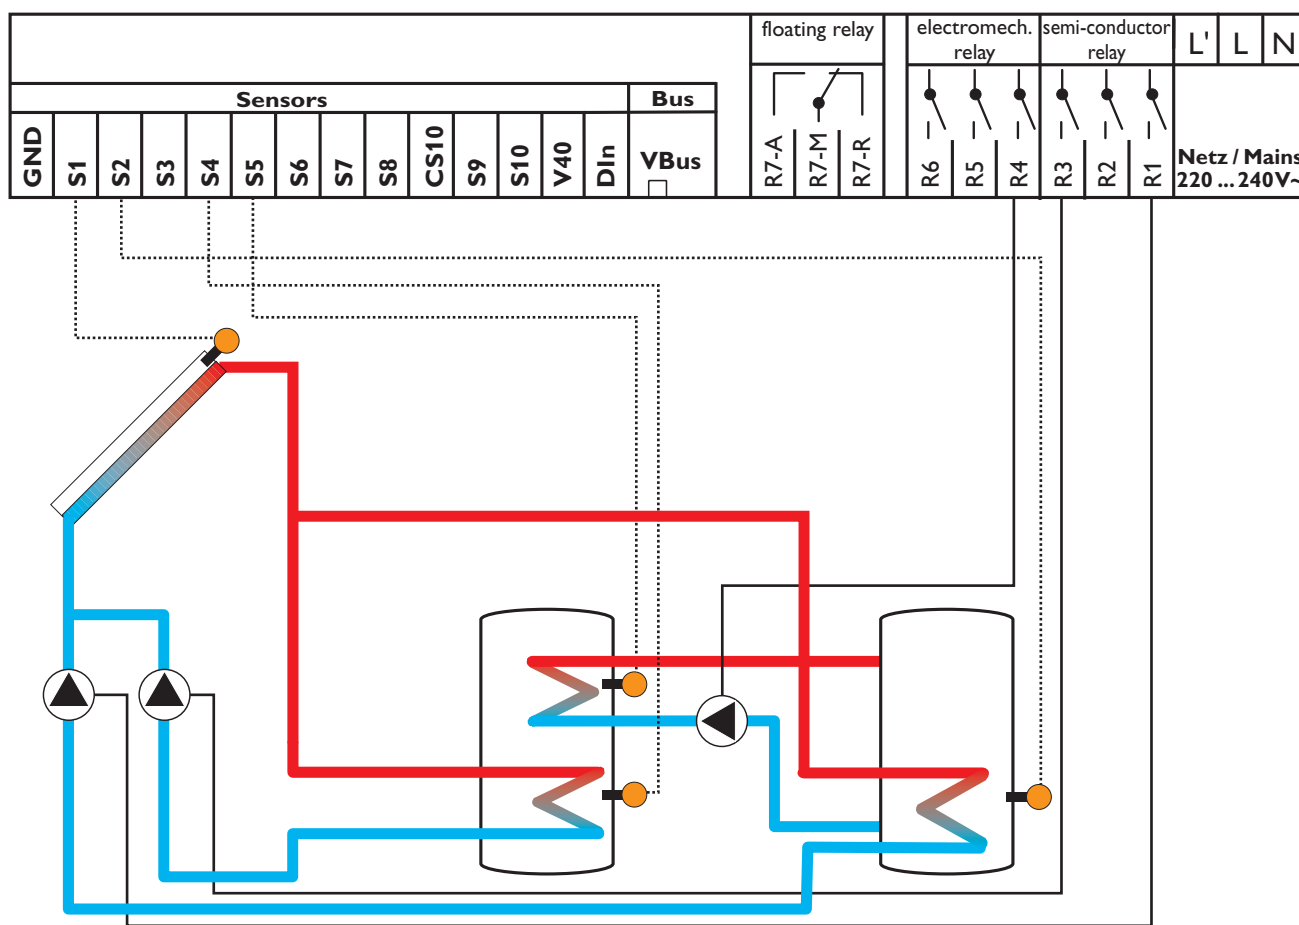 floating relay
electromech.
relay
semi-conductor
relay
L'
L
N
Sensors
Bus
GND
S1
S2
S3
S4
S5
S6
S7
S8
CS10
S9
S10
V40
DIn
VBus
R7-A
R7-M
R7-R
R6
R5
R4
R3
R2
R1
Netz / Mains
220 ... 240V~